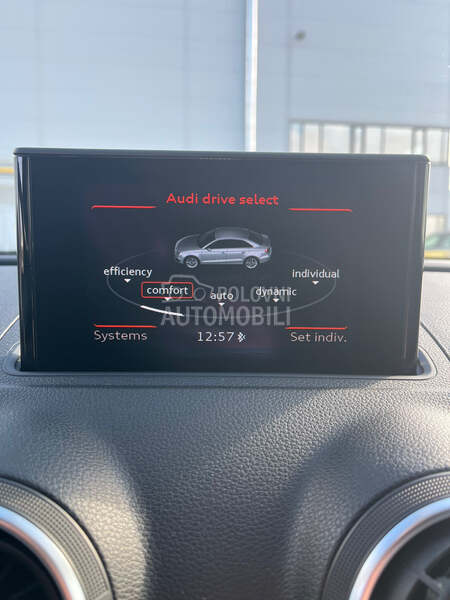 Audi drive select
efficiency
individual
comfort
auto
dynamic
POLOVNI
AUTOMOBILI
Systems
12:57
Set indiv.